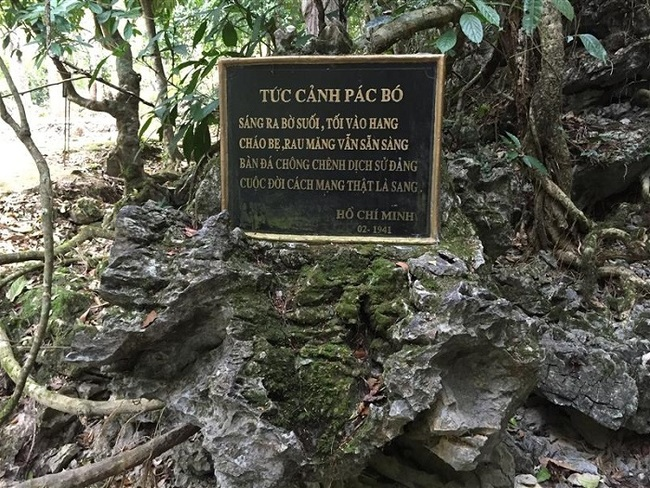 TỨC CẢNH PÁC BÓ
SÁNG RA BỜ SUỐI, TỐI VÀO HANG
CHÁO BẸ, RAU MĂNG VẪN SẴN SÀNG
BÀN ĐÁ CHÔNG CHÊNH DỊCH SỬ ĐẢNG
CUỘC ĐỜI CÁCH MẠNG THẬT LÀ SANG
HỒ CHÍ MINH
02-1941